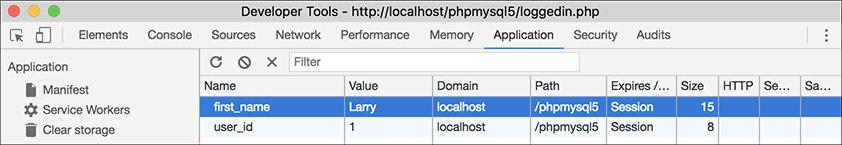 Developer Tools - http://localhost/phpmysql5/loggedin.php
Elements Console Sources Network Performance Memory Application Security Audits
Application
Manifest
Service Workers
Clear storage
Filter
Name Value Domain Path Expires /... Size HTTP Se... Sa...
first_name Larry localhost /phpmysql5 Session 15
user_id 1 localhost /phpmysql5 Session 8